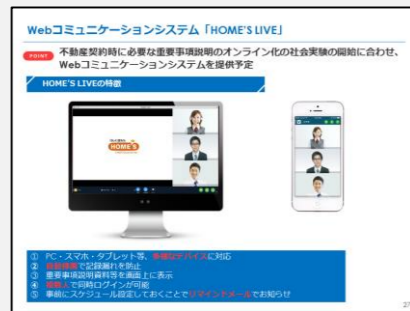 Webコミュニケーションシステム「HOME'S LIVE」
POINT
不動産契約時に必要な重要事項説明のオンライン化の社会実験の開始に合わせ、
Webコミュニケーションシステムを提供予定
HOME'S LIVEの特徴
HOME'S
① PC・スマホ・タブレット等、多様なデバイスに対応
② 自動録画で記録漏れを防止
③ 重要事項説明資料等を画面上に表示
④ 複数人で同時ログインが可能
⑤ 事前にスケジュール設定しておくことでリマインドメールでお知らせ
27